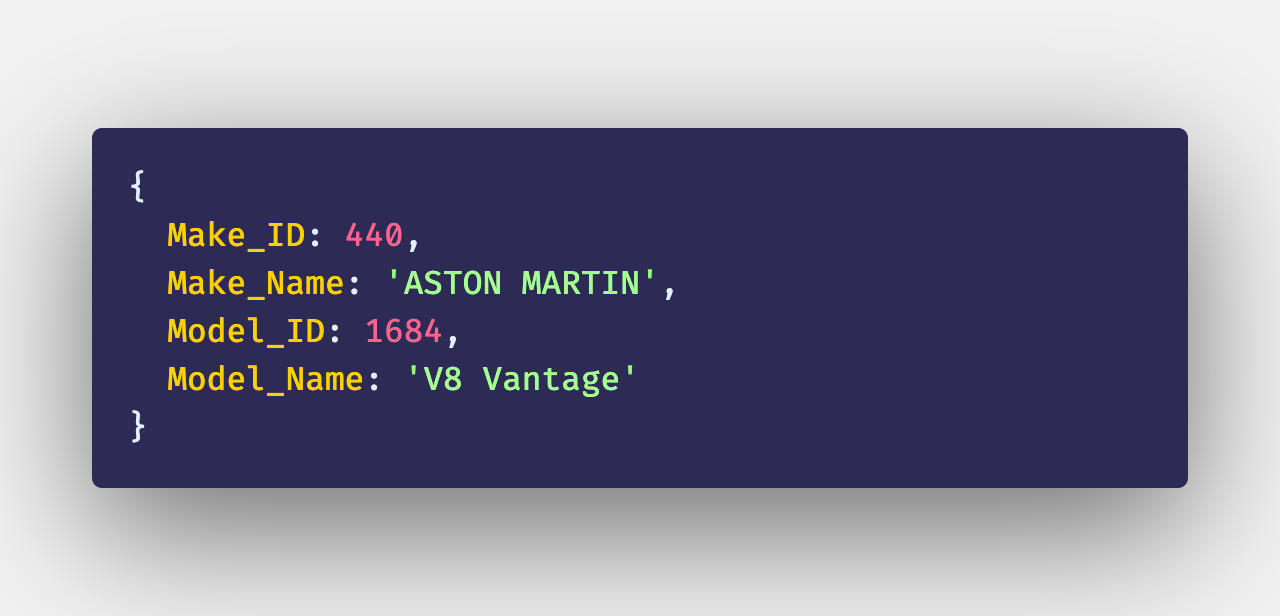 {
  Make_ID: 440,
  Make_Name: 'ASTON MARTIN',
  Model_ID: 1684,
  Model_Name: 'V8 Vantage'
}